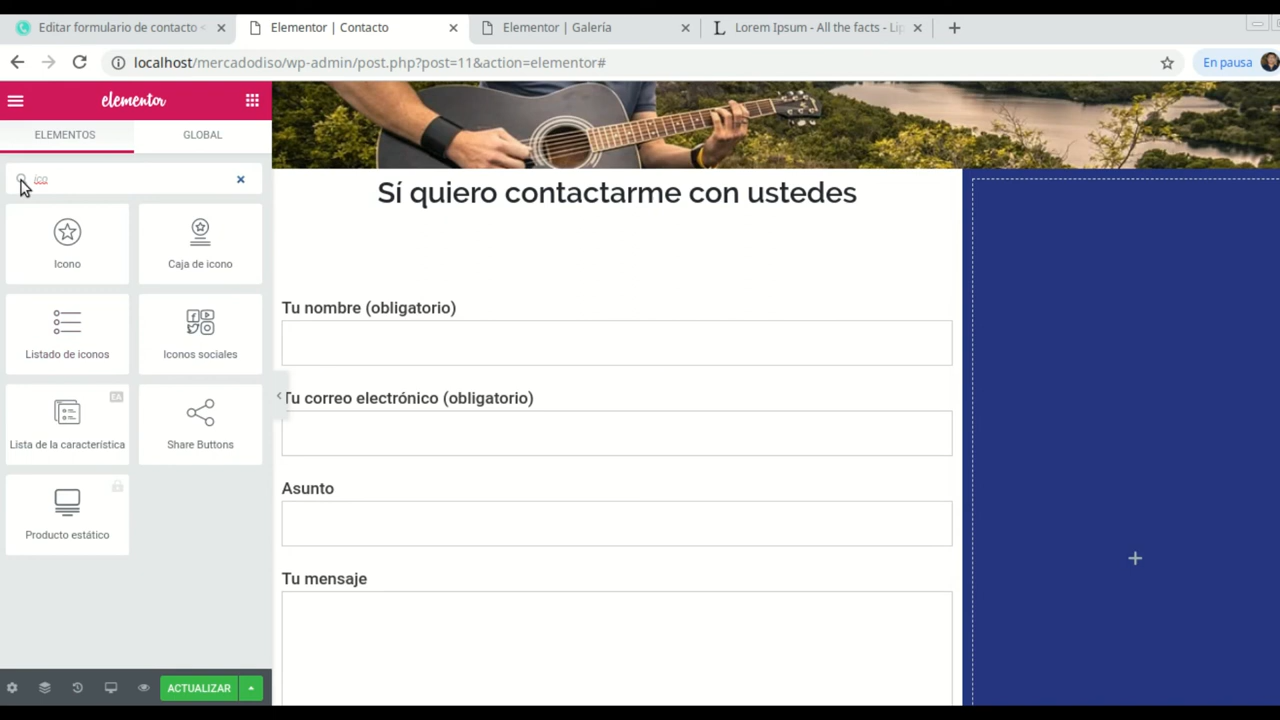 Editar formulario de contacto <
Elementor | Contacto
Elementor | Galería
Lorem Ipsum - All the facts - Lip
localhost/mercadodiso/wp-admin/post.php?post=11&action=elementor#
En pausa
elementor
ELEMENTOS
GLOBAL
ico
Icono
Caja de icono
Listado de iconos
Iconos sociales
EA
Lista de la característica
Share Buttons
Producto estático
ACTUALIZAR
Sí quiero contactarme con ustedes
Tu nombre (obligatorio)
Tu correo electrónico (obligatorio)
Asunto
Tu mensaje